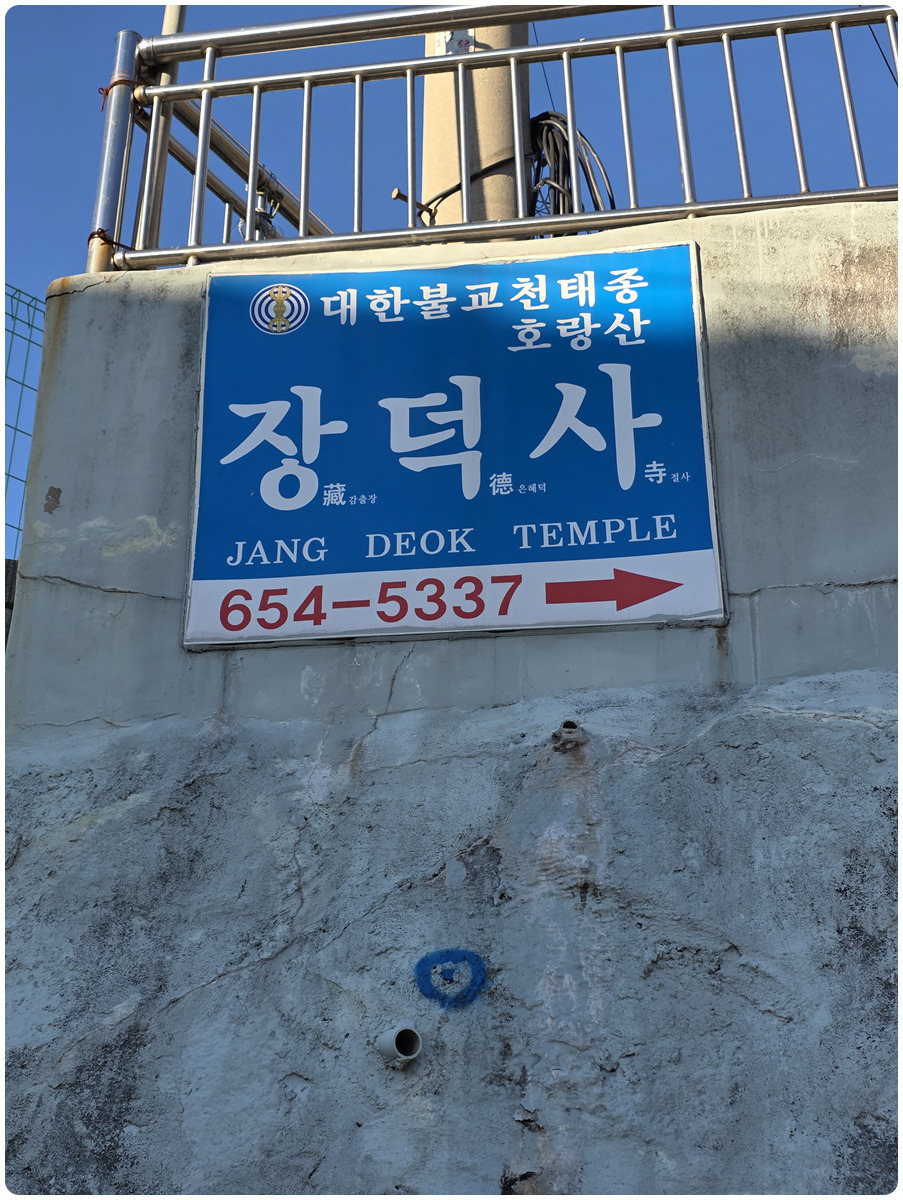 대한불교천태종
호랑산
장덕사
藏 감출장 德 은혜덕 寺 절사
JANG DEOK TEMPLE
654-5337